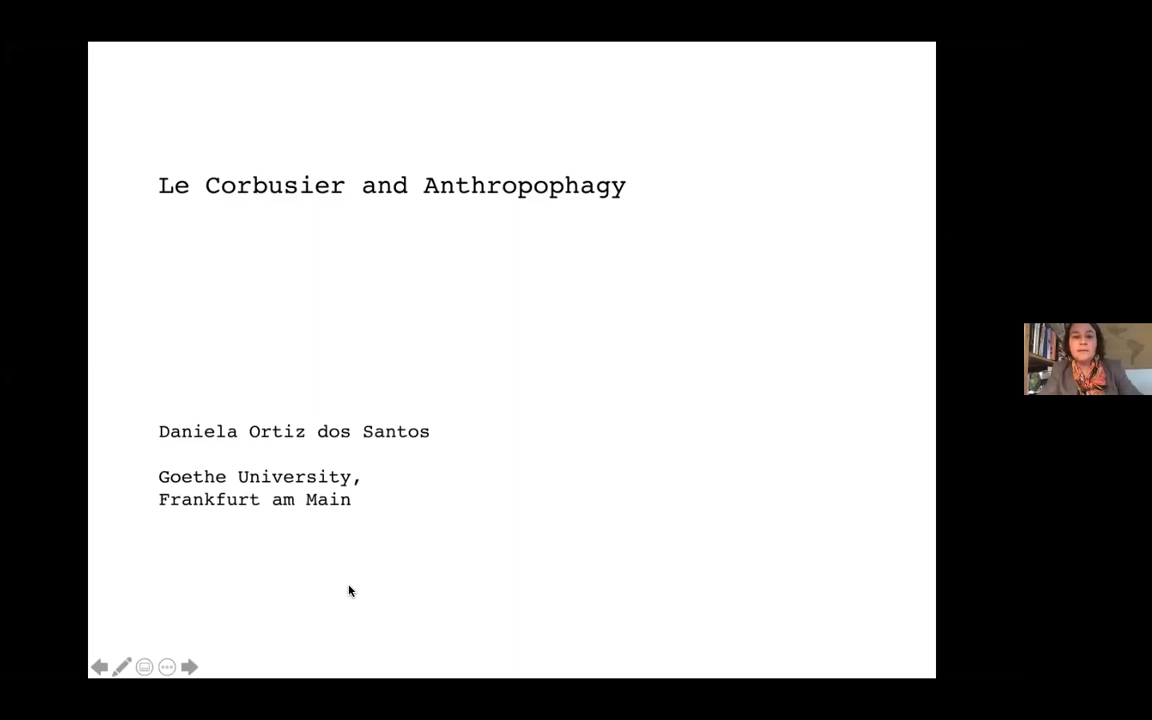 Le Corbusier and Anthropophagy
Daniela Ortiz dos Santos
Goethe University,
Frankfurt am Main